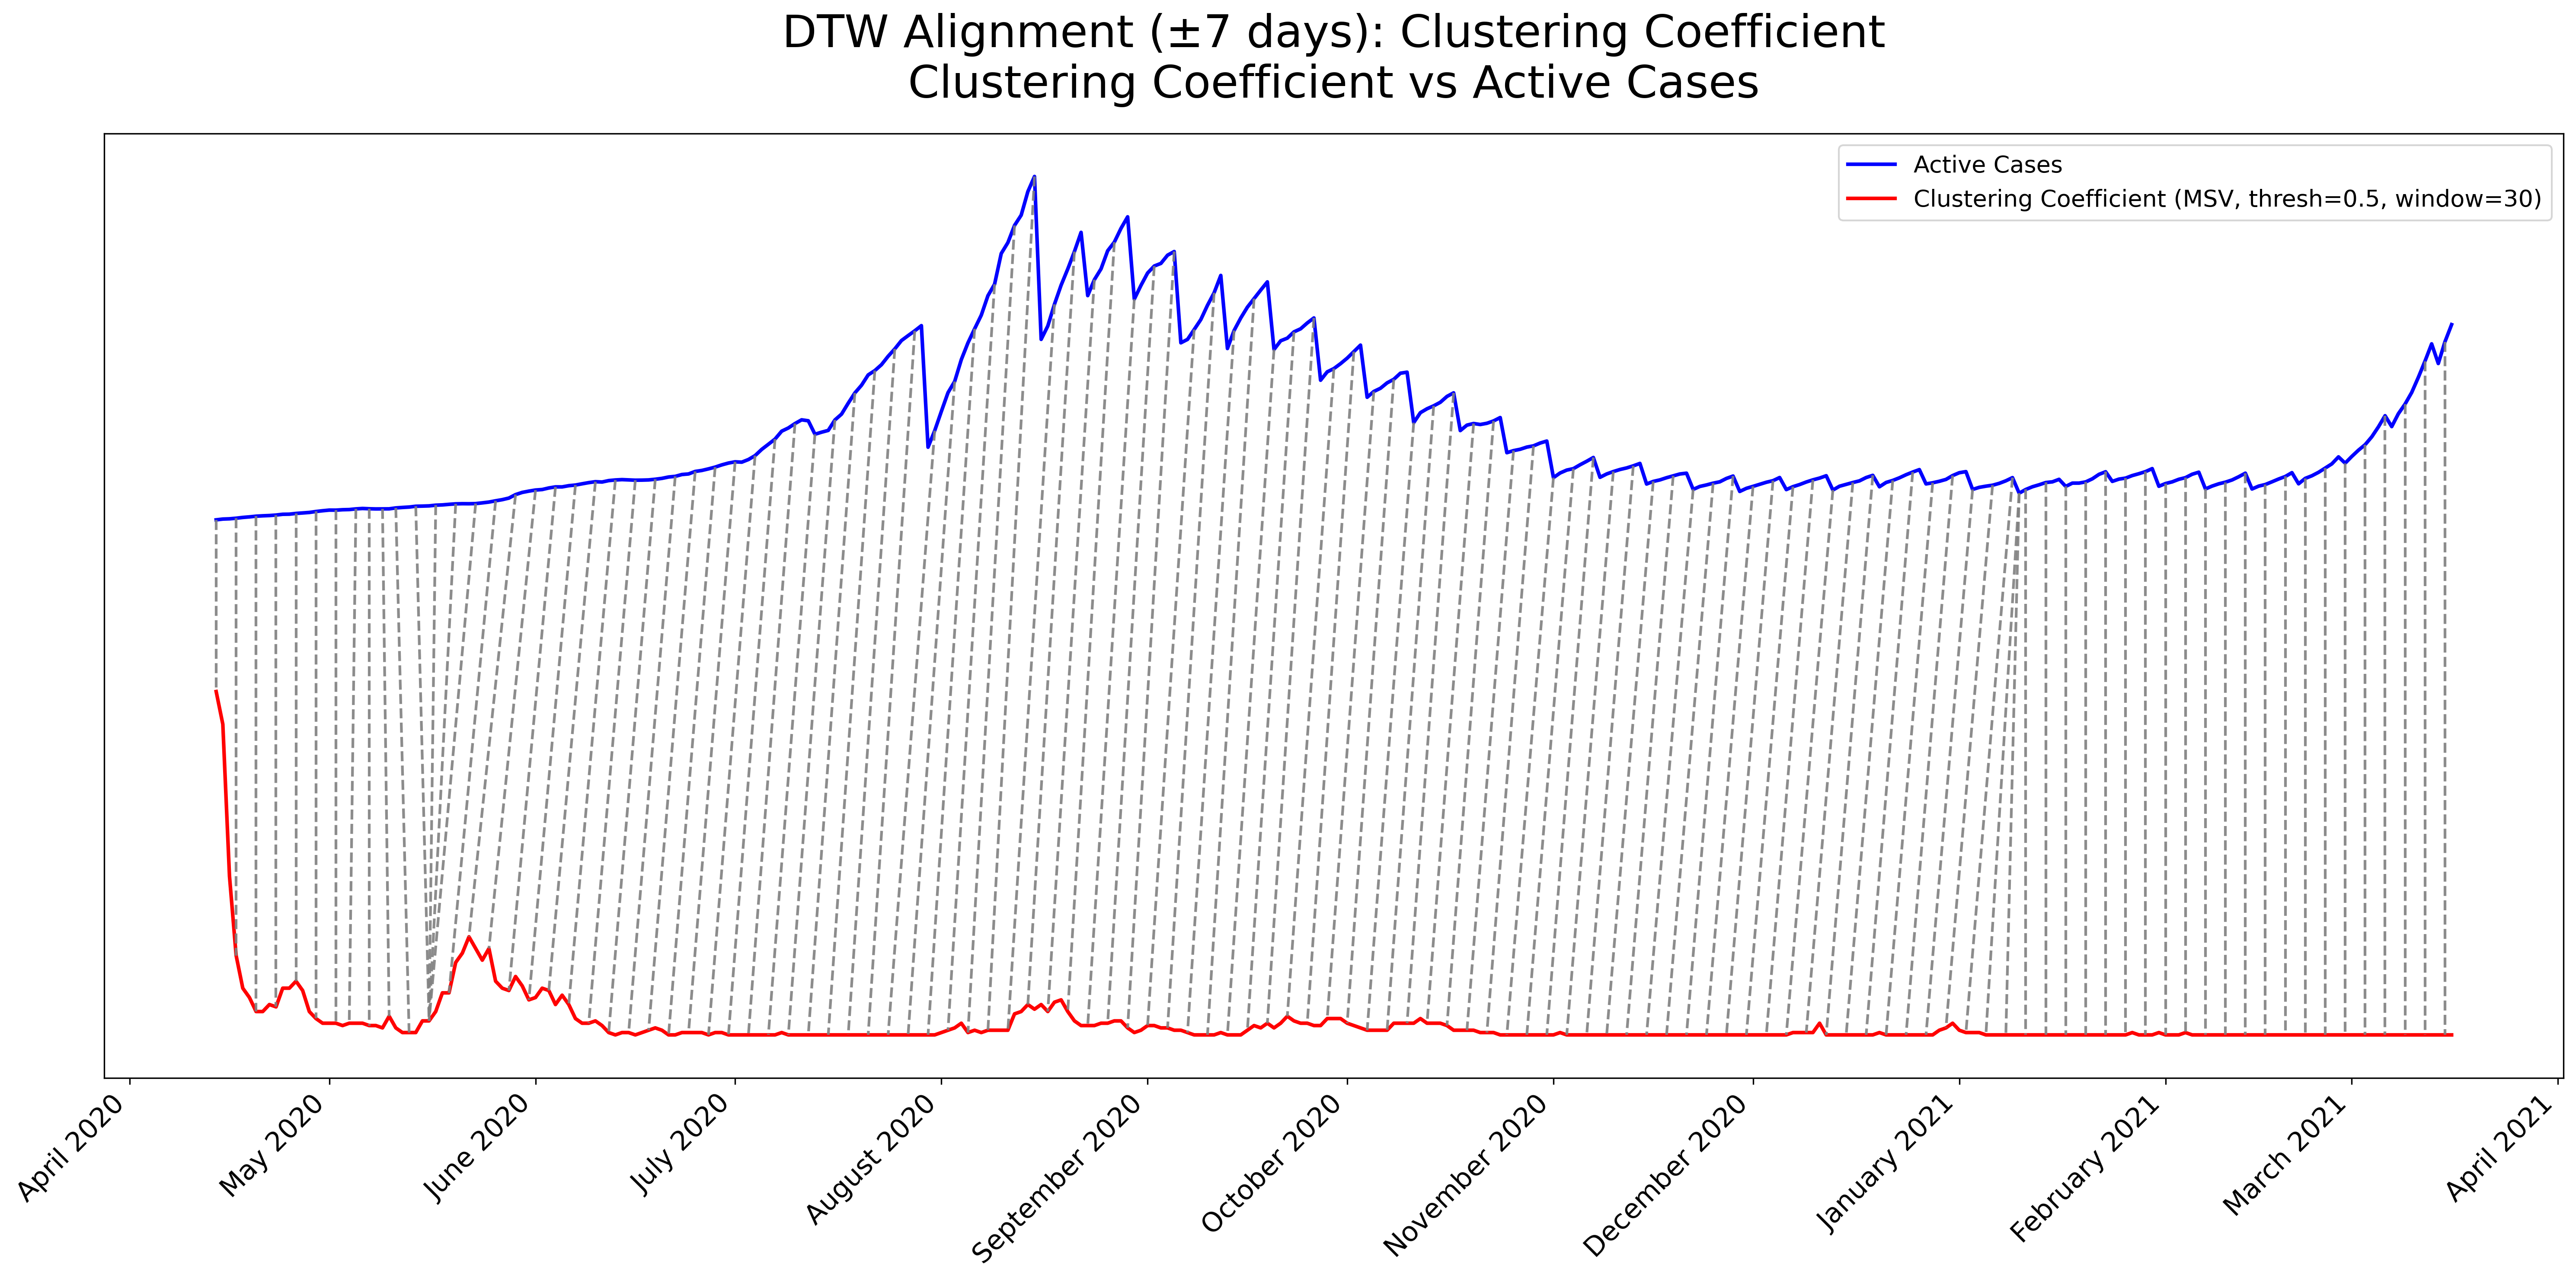 DTW Alignment (±7 days): Clustering Coefficient
Clustering Coefficient vs Active Cases
Active Cases
Clustering Coefficient (MSV, thresh=0.5, window=30)
April 2020
May 2020
June 2020
July 2020
August 2020
September 2020
October 2020
November 2020
December 2020
January 2021
February 2021
March 2021
April 2021